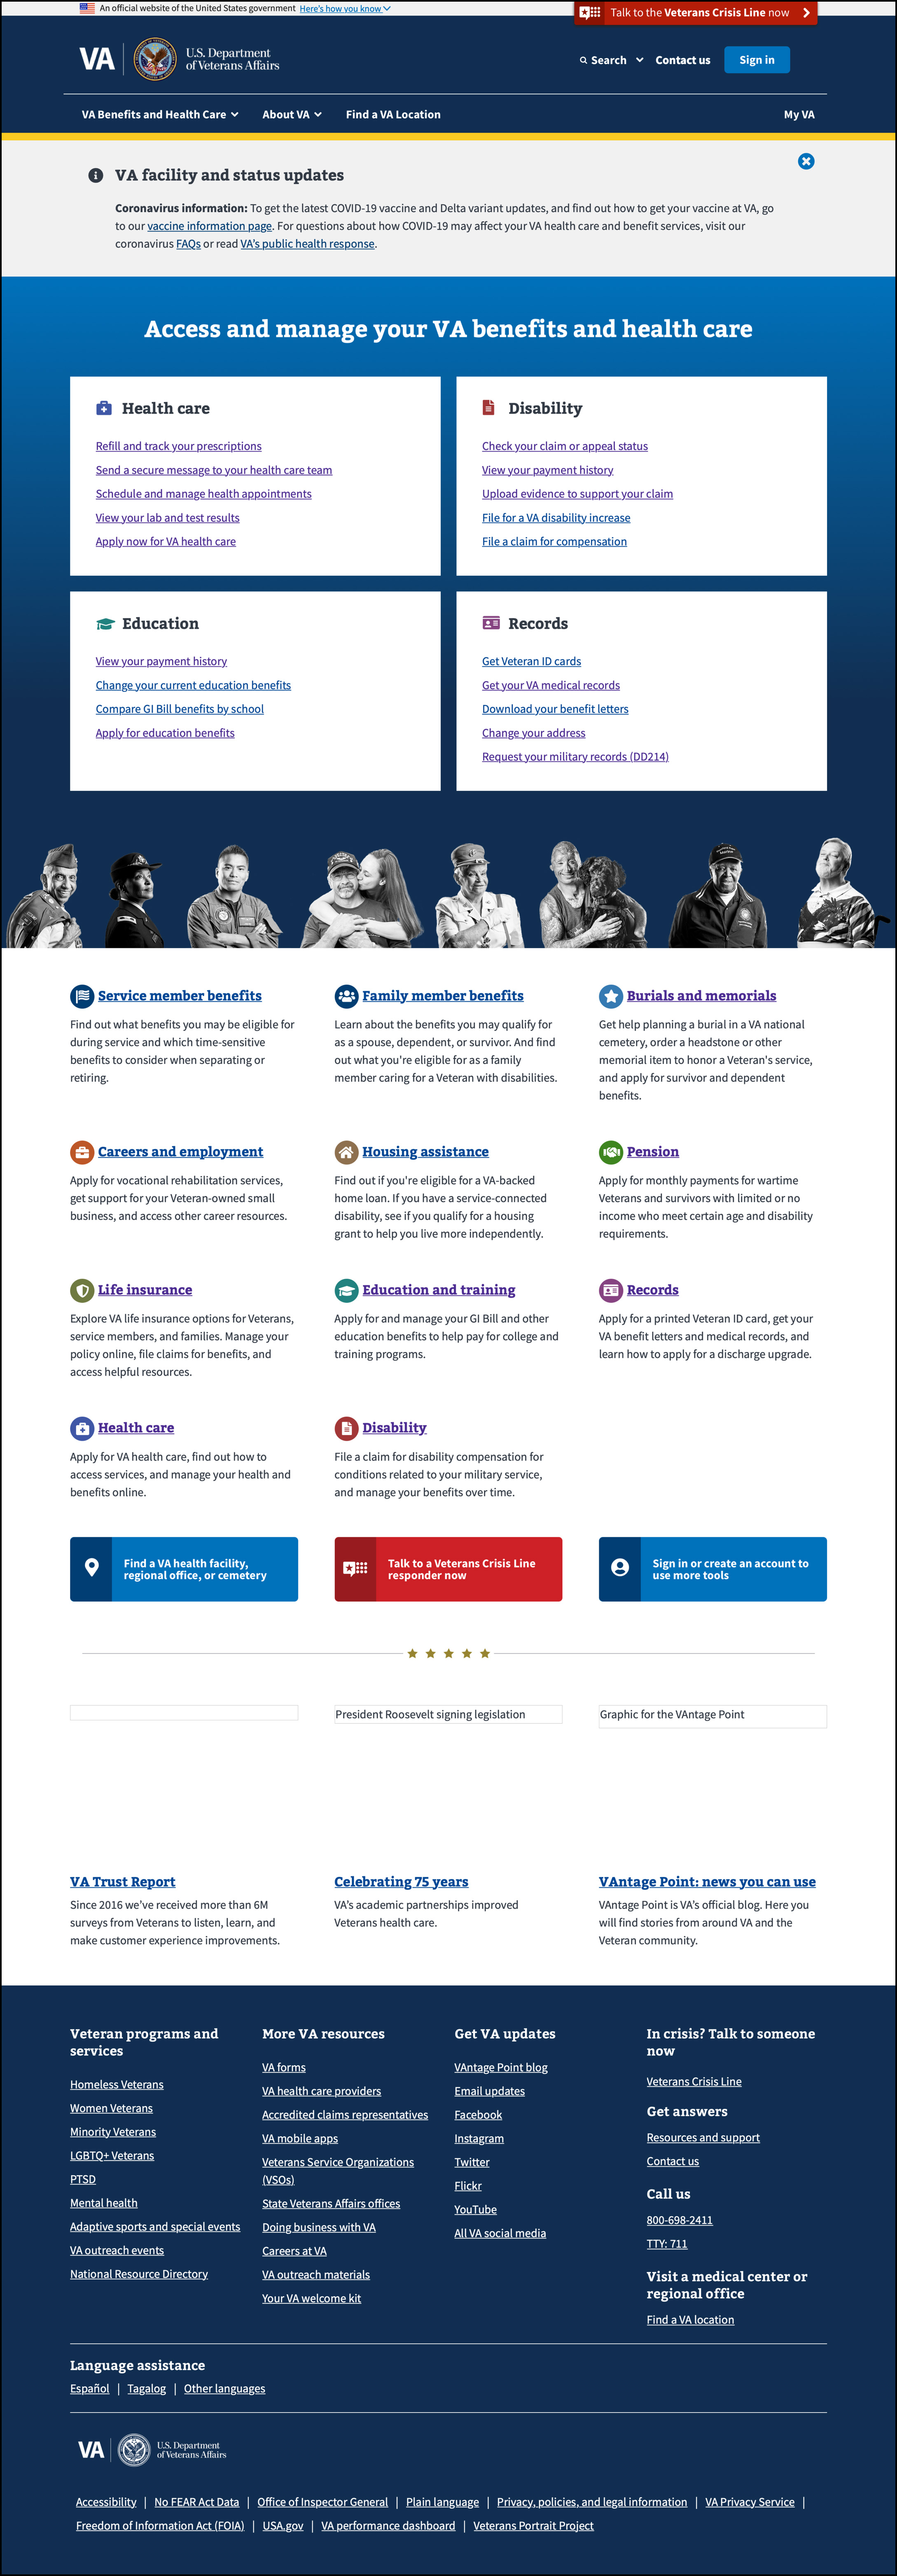 An official website of the United States government Here's how you know
Talk to the Veterans Crisis Line now
VA
U.S. Department
of Veterans Affairs
Search
Contact us
Sign in
VA Benefits and Health Care
About VA
Find a VA Location
My VA
VA facility and status updates
Coronavirus information: To get the latest COVID-19 vaccine and Delta variant updates, and find out how to get your vaccine at VA, go
to our vaccine information page. For questions about how COVID-19 may affect your VA health care and benefit services, visit our
coronavirus FAQs or read VA's public health response.
Access and manage your VA benefits and health care
Health care
Refill and track your prescriptions
Send a secure message to your health care team
Schedule and manage health appointments
View your lab and test results
Apply now for VA health care
Disability
Check your claim or appeal status
View your payment history
Upload evidence to support your claim
File for a VA disability increase
File a claim for compensation
Education
View your payment history
Change your current education benefits
Compare GI Bill benefits by school
Apply for education benefits
Records
Get Veteran ID cards
Get your VA medical records
Download your benefit letters
Change your address
Request your military records (DD214)
Service member benefits
Find out what benefits you may be eligible for
during service and which time-sensitive
benefits to consider when separating or
retiring.
Family member benefits
Learn about the benefits you may qualify for
as a spouse, dependent, or survivor. And find
out what you're eligible for as a family
member caring for a Veteran with disabilities.
Burials and memorials
Get help planning a burial in a VA national
cemetery, order a headstone or other
memorial item to honor a Veteran's service,
and apply for survivor and dependent
benefits.
Careers and employment
Apply for vocational rehabilitation services,
get support for your Veteran-owned small
business, and access other career resources.
Housing assistance
Find out if you're eligible for a VA-backed
home loan. If you have a service-connected
disability, see if you qualify for a housing
grant to help you live more independently.
Pension
Apply for monthly payments for wartime
Veterans and survivors with limited or no
income who meet certain age and disability
requirements.
Life insurance
Explore VA life insurance options for Veterans,
service members, and families. Manage your
policy online, file claims for benefits, and
access helpful resources.
Education and training
Apply for and manage your GI Bill and other
education benefits to help pay for college and
training programs.
Records
Apply for a printed Veteran ID card, get your
VA benefit letters and medical records, and
learn how to apply for a discharge upgrade.
Health care
Apply for VA health care, find out how to
access services, and manage your health and
benefits online.
Disability
File a claim for disability compensation for
conditions related to your military service,
and manage your benefits over time.
Find a VA health facility,
regional office, or cemetery
Talk to a Veterans Crisis Line
responder now
Sign in or create an account to
use more tools
President Roosevelt signing legislation
Graphic for the VAntage Point
VA Trust Report
Since 2016 we've received more than 6M
surveys from Veterans to listen, learn, and
make customer experience improvements.
Celebrating 75 years
VA's academic partnerships improved
Veterans health care.
VAntage Point: news you can use
VAntage Point is VA's official blog. Here you
will find stories from around VA and the
Veteran community.
Veteran programs and
services
Homeless Veterans
Women Veterans
Minority Veterans
LGBTQ+ Veterans
PTSD
Mental health
Adaptive sports and special events
VA outreach events
National Resource Directory
More VA resources
VA forms
VA health care providers
Accredited claims representatives
VA mobile apps
Veterans Service Organizations
(VSOs)
State Veterans Affairs offices
Doing business with VA
Careers at VA
VA outreach materials
Your VA welcome kit
Get VA updates
VAntage Point blog
Email updates
Facebook
Instagram
Twitter
Flickr
YouTube
All VA social media
In crisis? Talk to someone
now
Veterans Crisis Line
Get answers
Resources and support
Contact us
Call us
800-698-2411
TTY: 711
Visit a medical center or
regional office
Find a VA location
Language assistance
Español | Tagalog | Other languages
VA
U.S. Department
of Veterans Affairs
Accessibility | No FEAR Act Data | Office of Inspector General | Plain language | Privacy, policies, and legal information | VA Privacy Service |
Freedom of Information Act (FOIA) | USA.gov | VA performance dashboard | Veterans Portrait Project